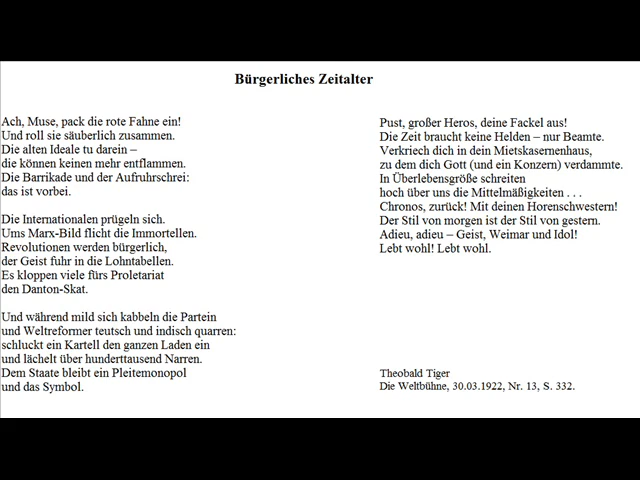 Bürgerliches Zeitalter
Ach, Muse, pack die rote Fahne ein!
Und roll sie säuberlich zusammen.
Die alten Ideale tu darein –
die können keinen mehr entflammen.
Die Barrikade und der Aufruhrschrei:
das ist vorbei.
Die Internationalen prügeln sich.
Ums Marx-Bild flicht die Immortellen.
Revolutionen werden bürgerlich,
der Geist fuhr in die Lohntabellen.
Es kloppen viele fürs Proletariat
den Danton-Skat.
Und während mild sich kabbeln die Partein
und Weltreformer teutsch und indisch quarren:
schluckt ein Kartell den ganzen Laden ein
und lächelt über hunderttausend Narren.
Dem Staate bleibt ein Pleitemonopol
und das Symbol.
Pust, großer Heros, deine Fackel aus!
Die Zeit braucht keine Helden – nur Beamte.
Verkriech dich in dein Mietskasernenhaus,
zu dem dich Gott (und ein Konzern) verdammte.
In Überlebensgröße schreiten
hoch über uns die Mittelmäßigkeiten . . .
Chronos, zurück! Mit deinen Horenschwestern!
Der Stil von morgen ist der Stil von gestern.
Adieu, adieu – Geist, Weimar und Idol!
Lebt wohl! Lebt wohl.
Theobald Tiger
Die Weltbühne, 30.03.1922, Nr. 13, S. 332.